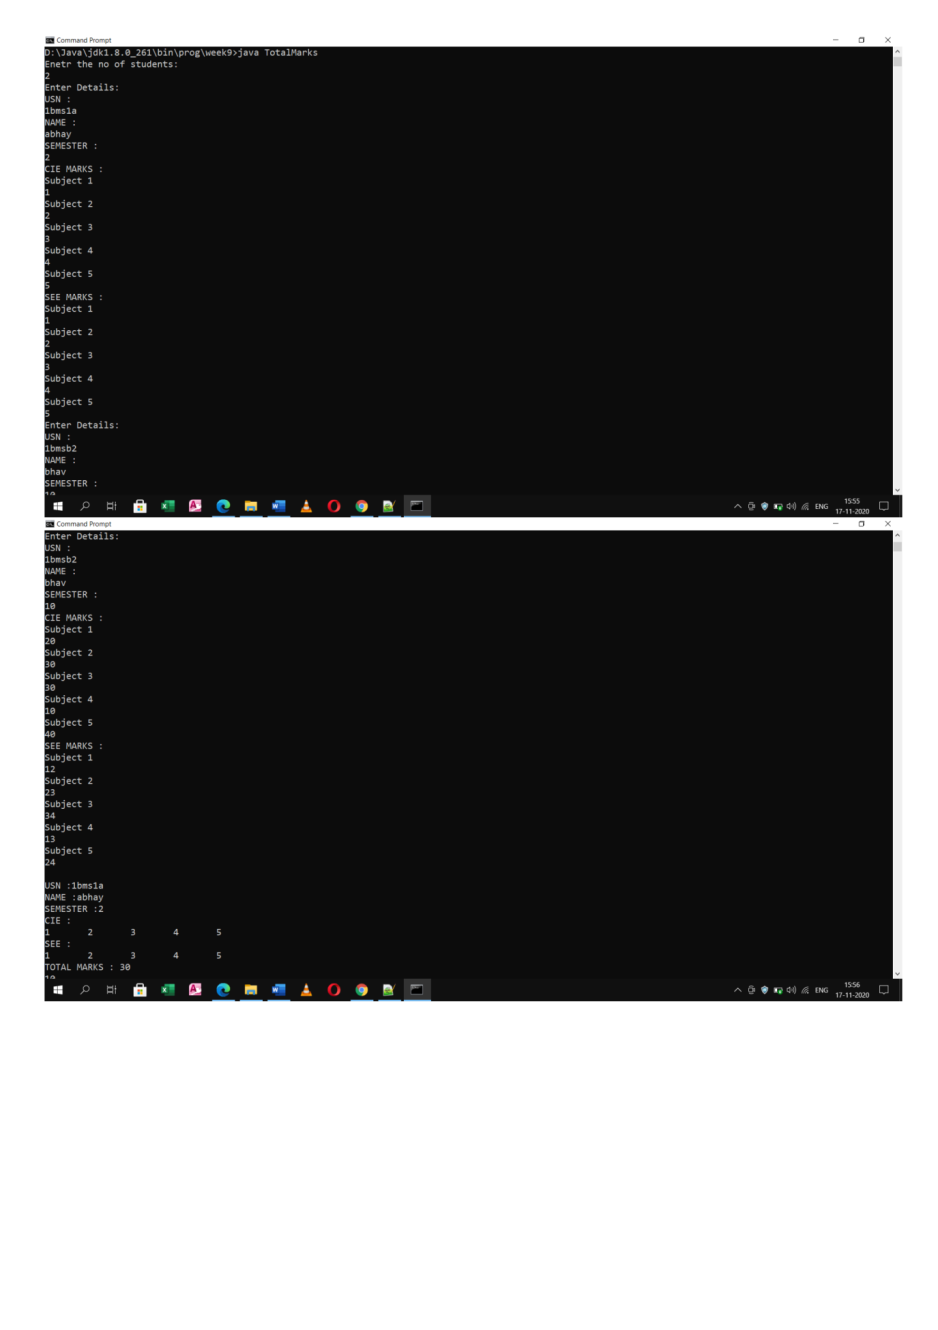 Command Prompt
D:\Java\jdk1.8.0_261\bin\prog\week9>java TotalMarks
Enetr the no of students:
2
Enter Details:
USN :
1bms1a
NAME :
abhay
SEMESTER :
2
CIE MARKS :
Subject 1
1
Subject 2
2
Subject 3
3
Subject 4
4
Subject 5
5
SEE MARKS :
Subject 1
1
Subject 2
2
Subject 3
3
Subject 4
4
Subject 5
5
Enter Details:
USN :
1bmsb2
NAME :
bhav
SEMESTER :
10
ENG
15:55
17-11-2020
Command Prompt
Enter Details:
USN :
1bmsb2
NAME :
bhav
SEMESTER :
10
CIE MARKS :
Subject 1
20
Subject 2
30
Subject 3
30
Subject 4
10
Subject 5
40
SEE MARKS :
Subject 1
12
Subject 2
23
Subject 3
34
Subject 4
13
Subject 5
24
USN :1bms1a
NAME :abhay
SEMESTER :2
CIE :
1 2 3 4 5
SEE :
1 2 3 4 5
TOTAL MARKS : 30
ENG
15:56
17-11-2020